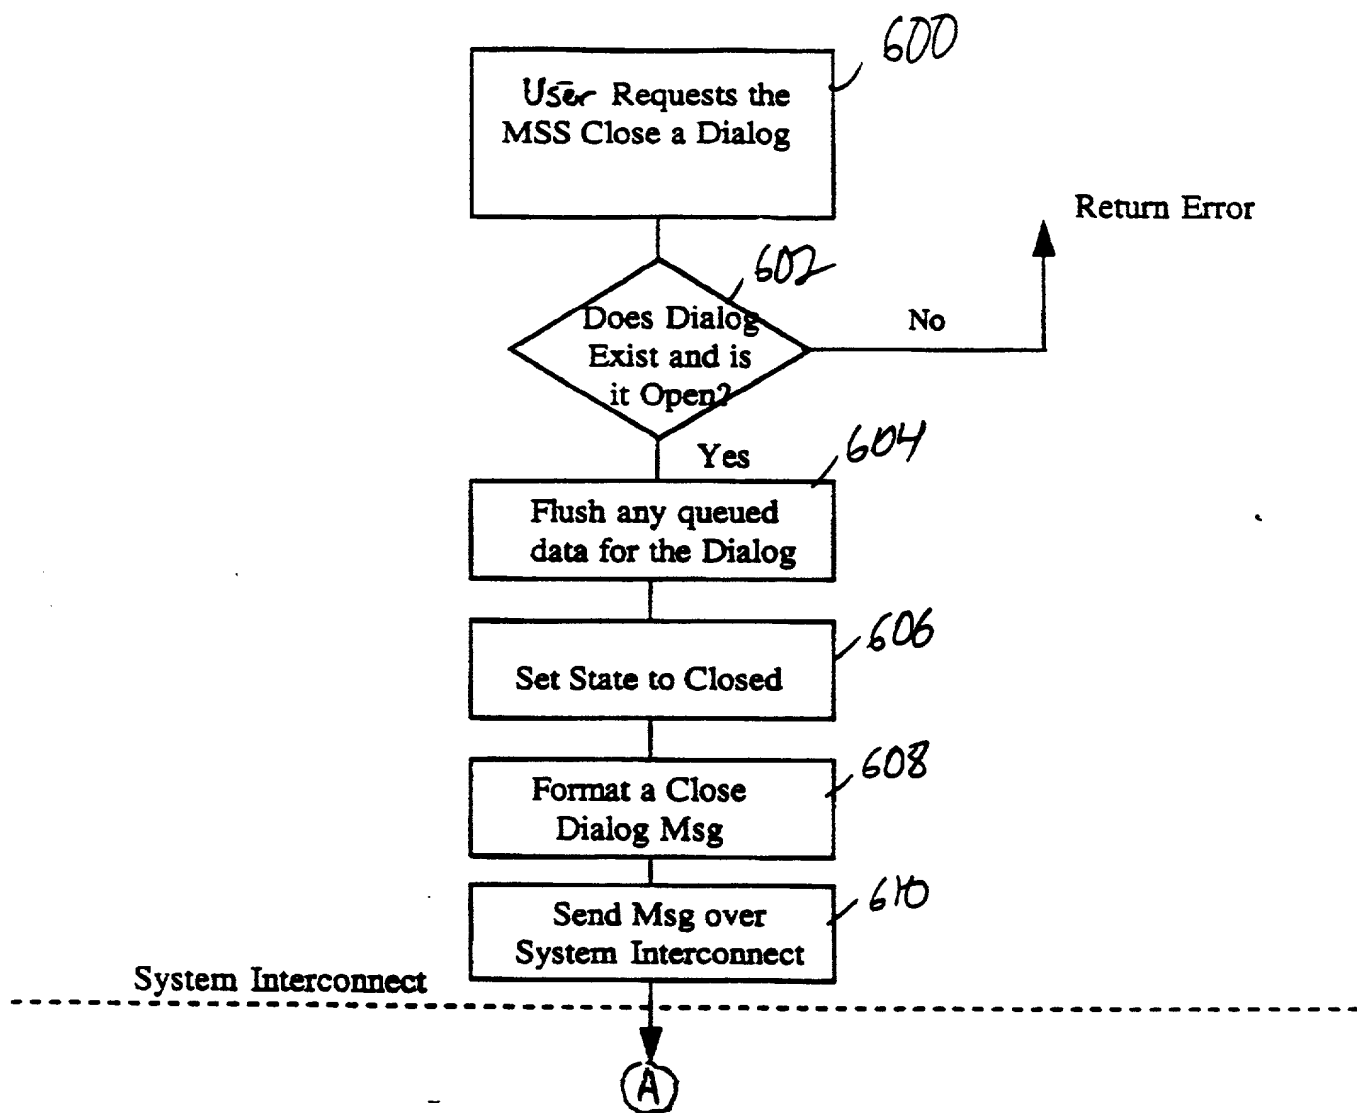 600
User Requests the
MSS Close a Dialog
Return Error
602
Does Dialog
Exist and is
it Open?
No
Yes
604
Flush any queued
data for the Dialog
606
Set State to Closed
608
Format a Close
Dialog Msg
610
Send Msg over
System Interconnect
System Interconnect
A